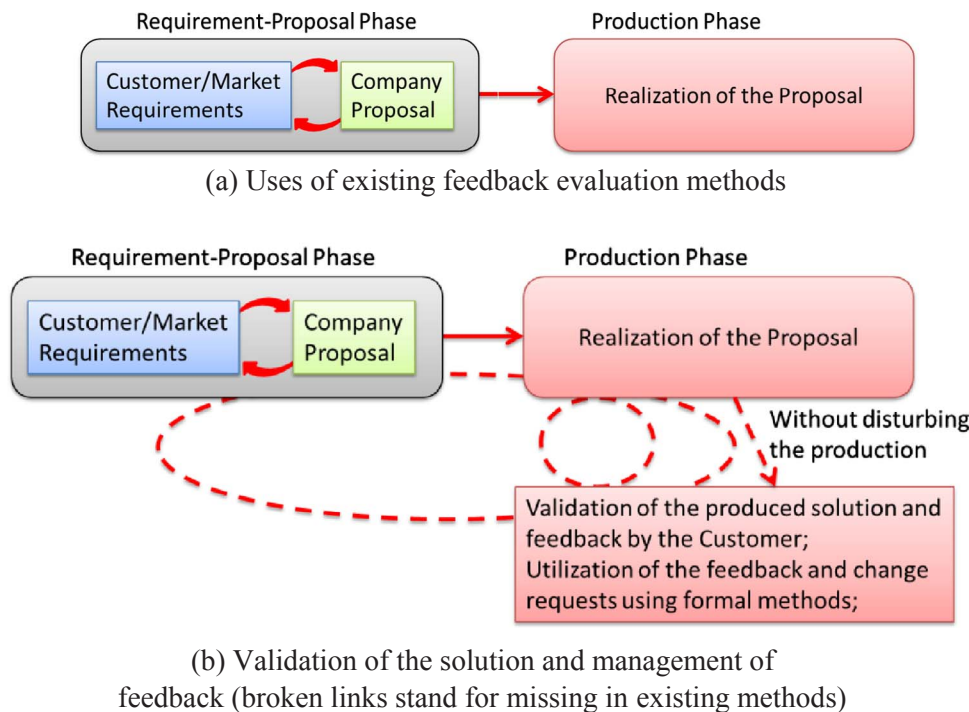 Requirement-Proposal Phase
Production Phase
Customer/Market
Requirements
Company
Proposal
Realization of the Proposal
(a) Uses of existing feedback evaluation methods
Requirement-Proposal Phase
Production Phase
Customer/Market
Requirements
Company
Proposal
Realization of the Proposal
Without disturbing
the production
Validation of the produced solution and
feedback by the Customer;
Utilization of the feedback and change
requests using formal methods;
(b) Validation of the solution and management of
feedback (broken links stand for missing in existing methods)